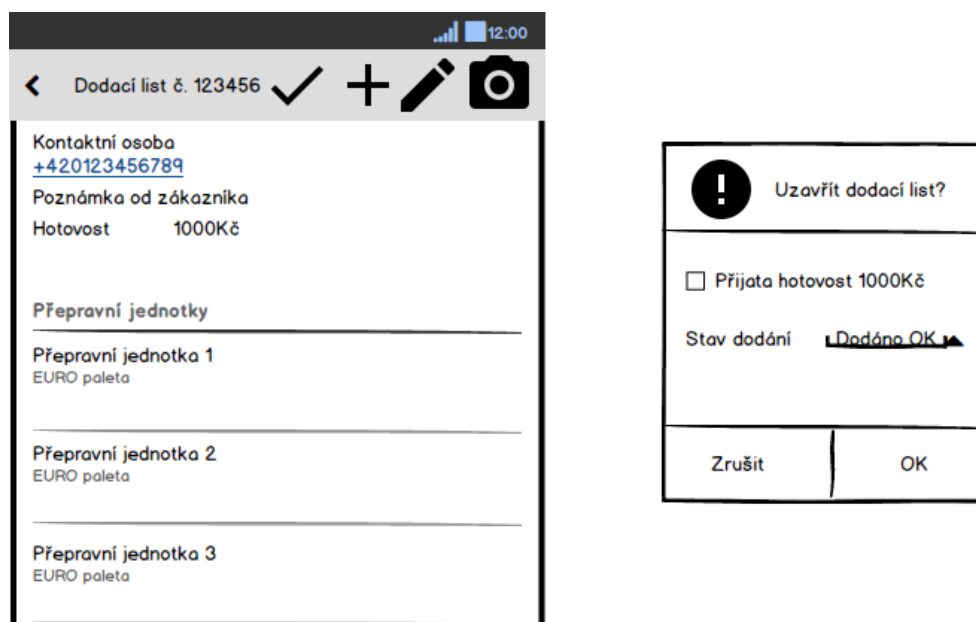 12:00
Dodací list č. 123456
Kontaktní osoba
+420123456789
Poznámka od zákazníka
Hotovost 1000Kč
Přepravní jednotky
Přepravní jednotka 1
EURO paleta
Přepravní jednotka 2
EURO paleta
Přepravní jednotka 3
EURO paleta
Uzavřít dodací list?
Přijata hotovost 1000Kč
Stav dodání Dodáno OK
Zrušit OK